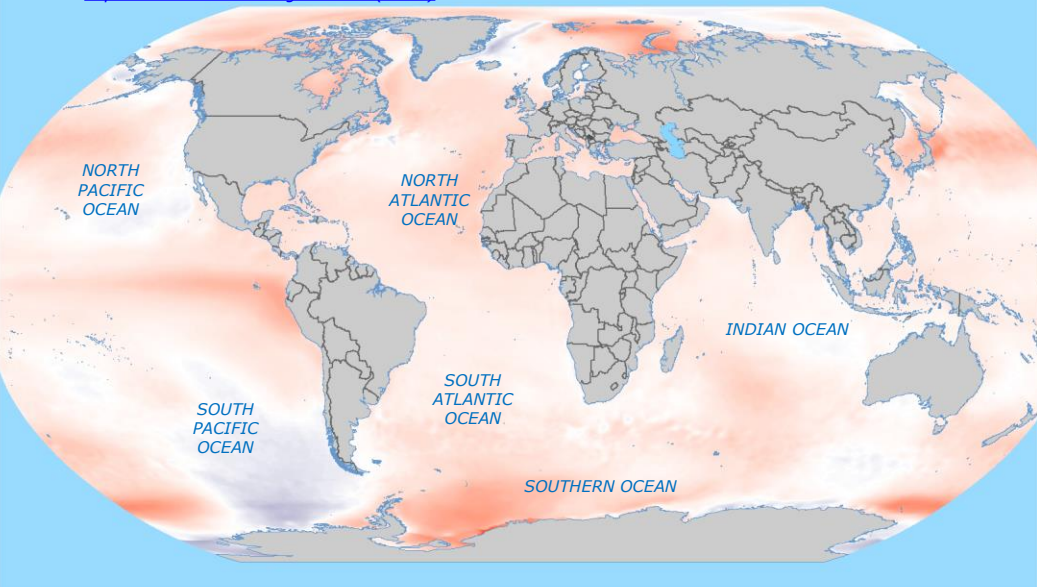 NORTH
PACIFIC
OCEAN
NORTH
ATLANTIC
OCEAN
INDIAN OCEAN
SOUTH
ATLANTIC
OCEAN
SOUTH
PACIFIC
OCEAN
SOUTHERN OCEAN